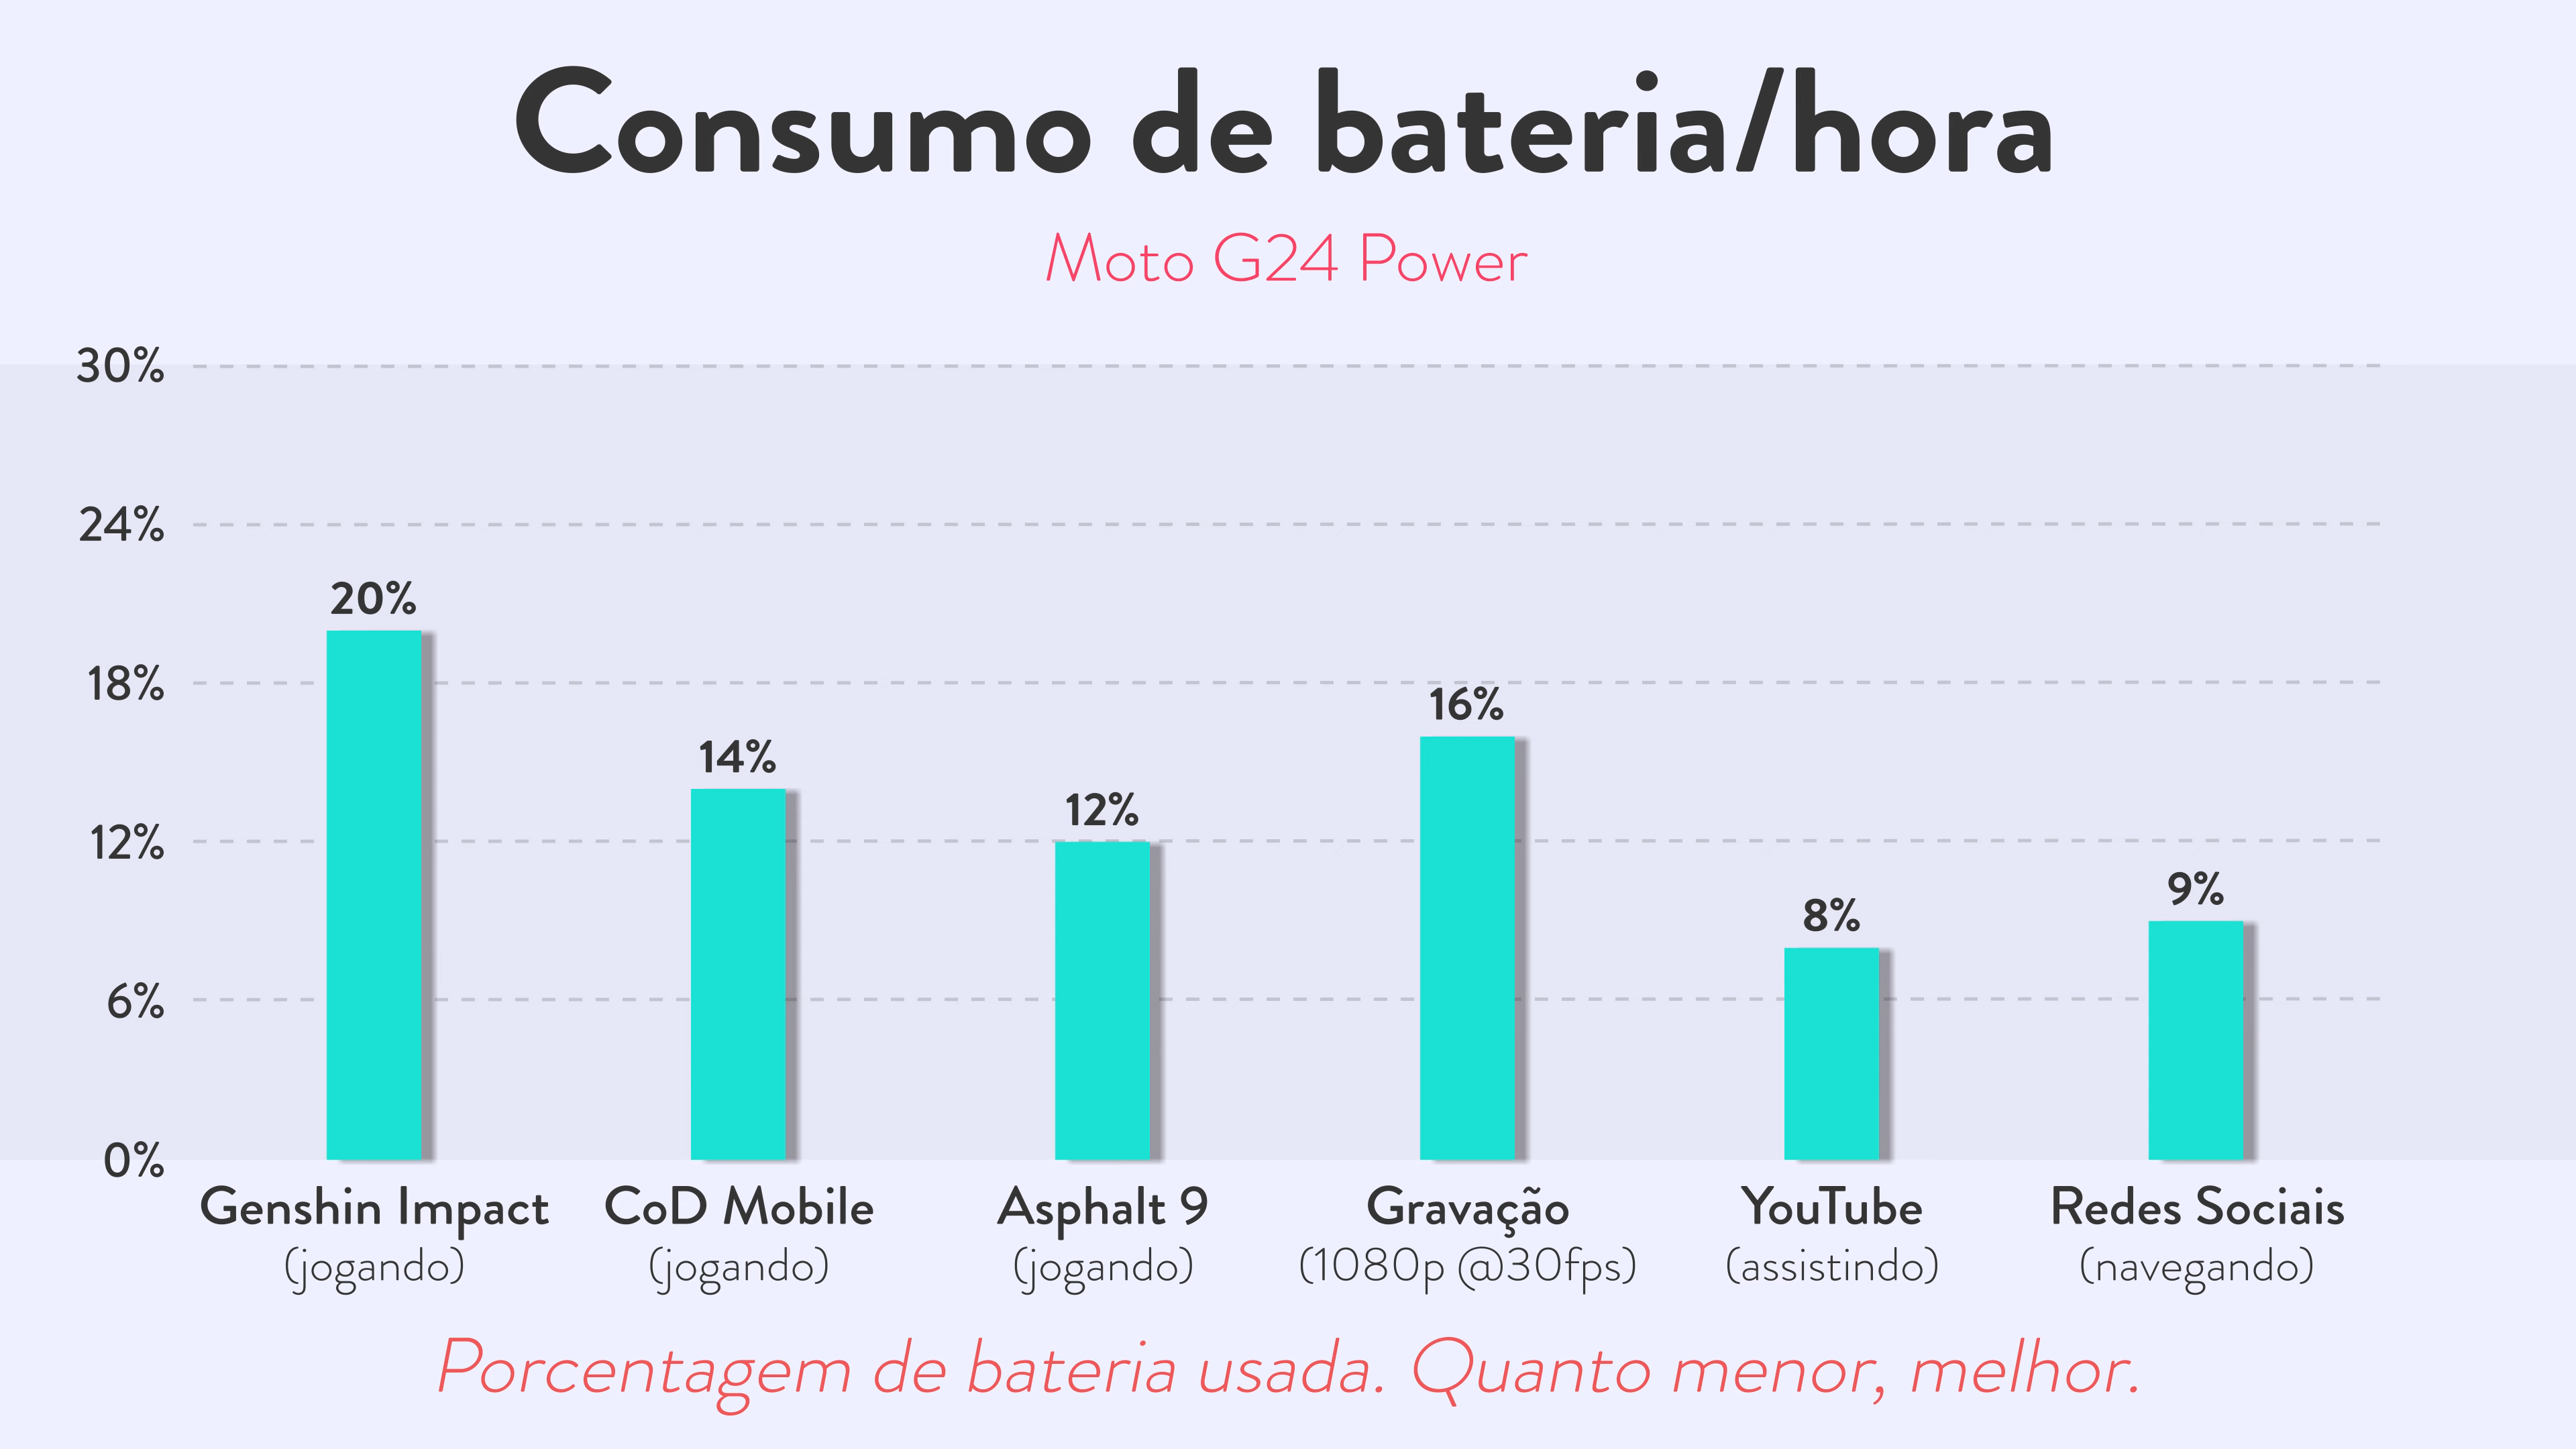 Consumo de bateria/hora
Moto G24 Power
30%
24%
20%
18%
16%
14%
12%
12%
9%
8%
6%
0%
Genshin Impact
(jogando)
CoD Mobile
(jogando)
Asphalt 9
(jogando)
Gravação
(1080p @30fps)
YouTube
(assistindo)
Redes Sociais
(navegando)
Porcentagem de bateria usada. Quanto menor, melhor.